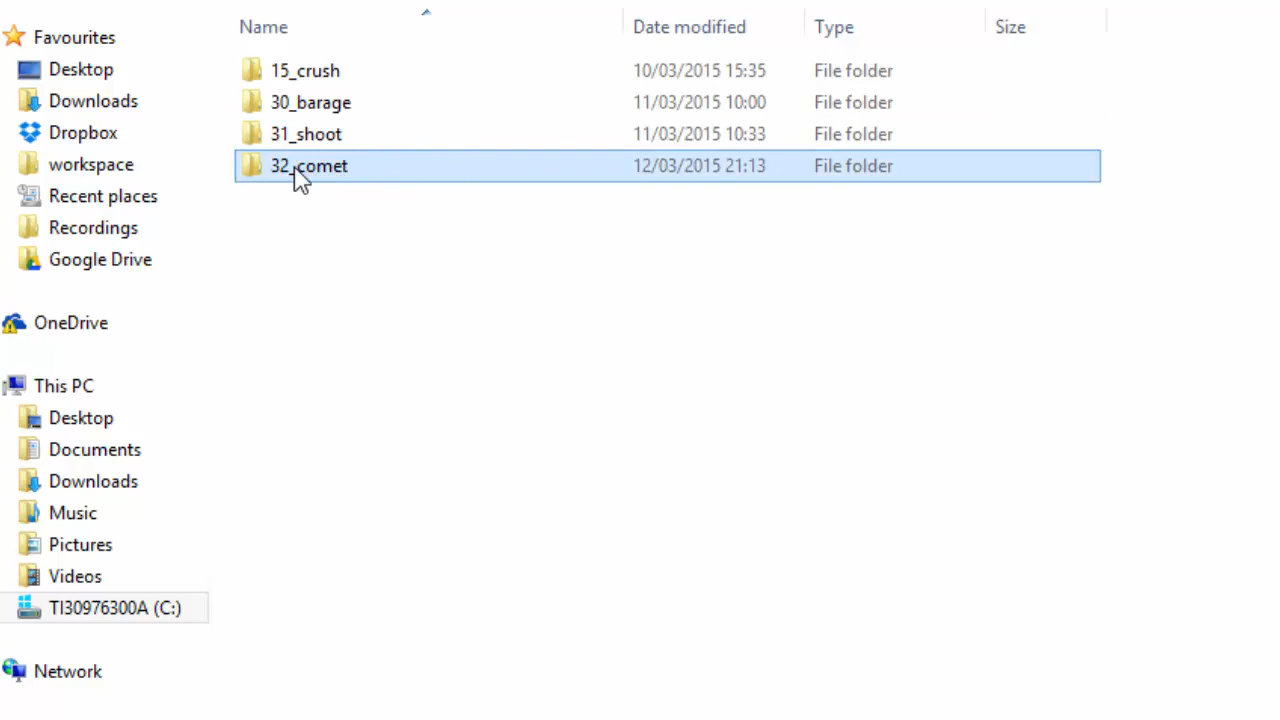 Favourites
Desktop
Downloads
Dropbox
workspace
Recent places
Recordings
Google Drive
OneDrive
This PC
Desktop
Documents
Downloads
Music
Pictures
Videos
TI30976300A (C:)
Network
Name Date modified Type Size
15_crush 10/03/2015 15:35 File folder
30_barage 11/03/2015 10:00 File folder
31_shoot 11/03/2015 10:33 File folder
32_comet 12/03/2015 21:13 File folder